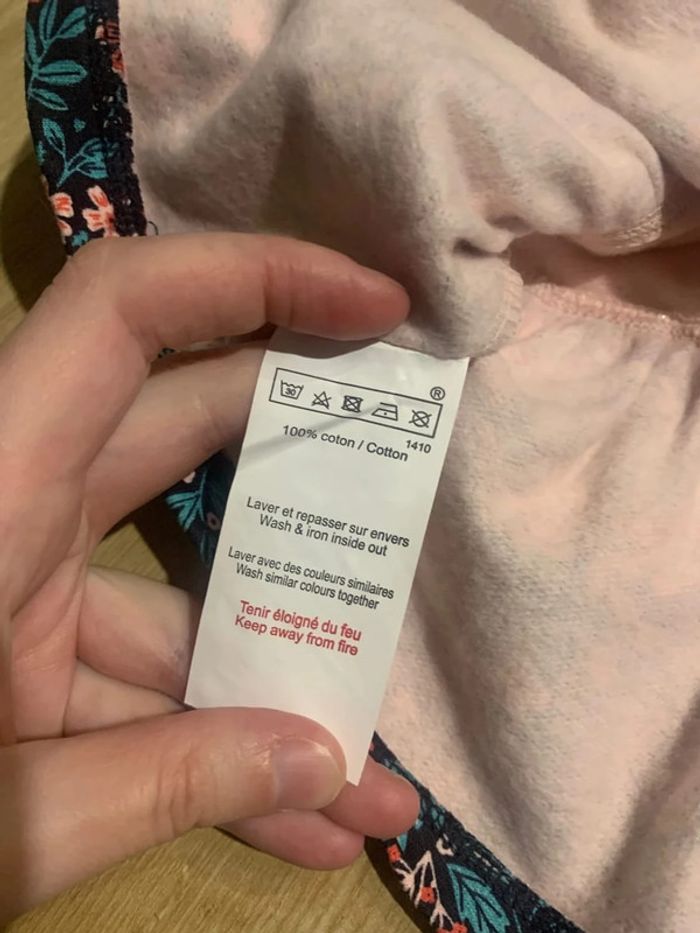 30
®
100% coton / Cotton 1410
Laver et repasser sur envers
Wash & iron inside out
Laver avec des couleurs similaires
Wash similar colours together
Tenir éloigné du feu
Keep away from fire